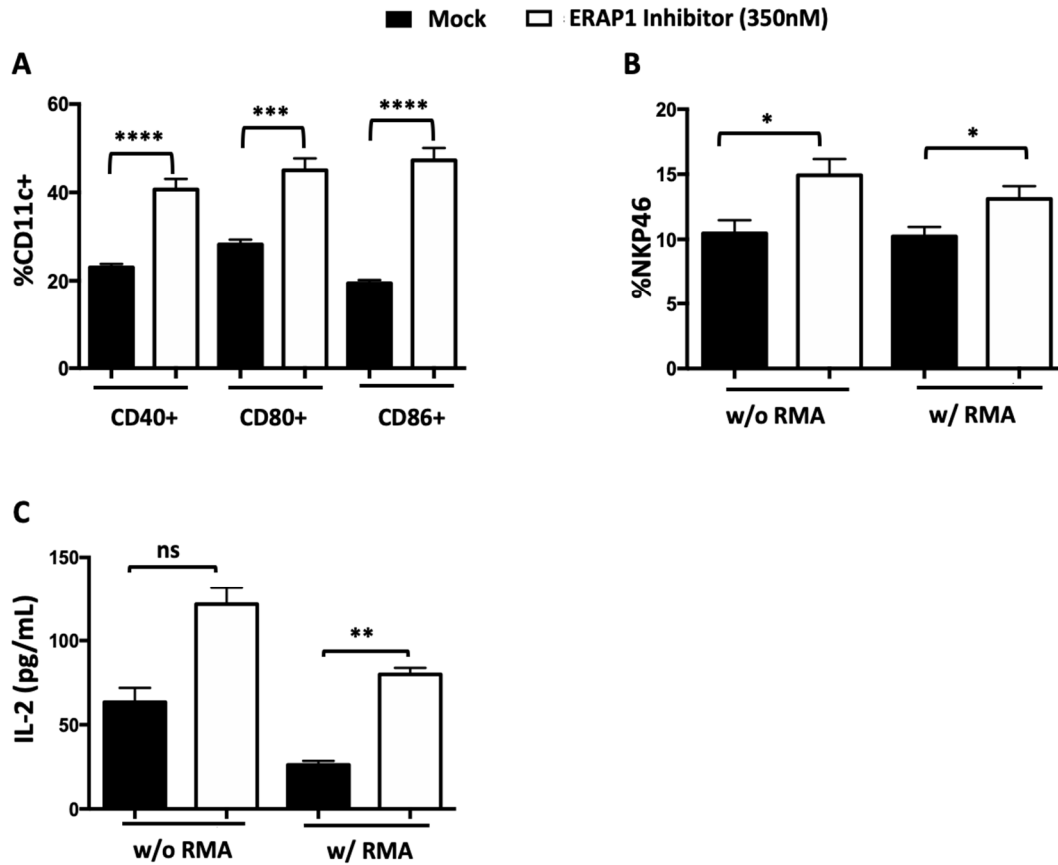 Mock ERAP1 Inhibitor (350nM)
A
%CD11c+
60
40
20
0
****
***
****
CD40+ CD80+ CD86+
B
%NKP46
20
15
10
5
0
*
*
w/o RMA w/ RMA
C
IL-2 (pg/mL)
150
100
50
0
ns
**
w/o RMA w/ RMA